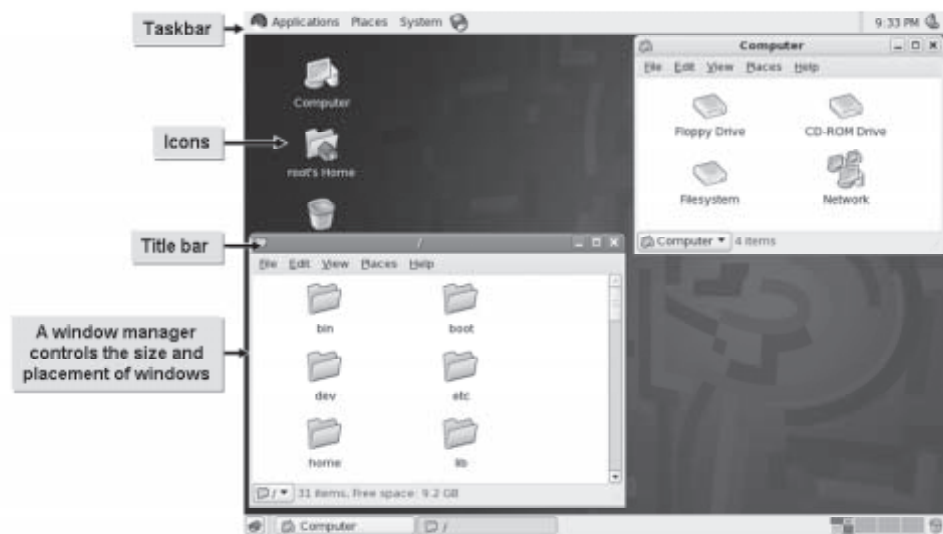 Taskbar
Applications Places System
9:33 PM
Computer
File Edit View Places Help
Floppy Drive CD-ROM Drive
Filesystem Network
Computer 4 items
Icons
Computer
root's Home
Title bar
/
File Edit View Places Help
bin boot
dev etc
home lib
/ 31 items, Free space: 9.2 GB
A window manager
controls the size and
placement of windows
Computer /